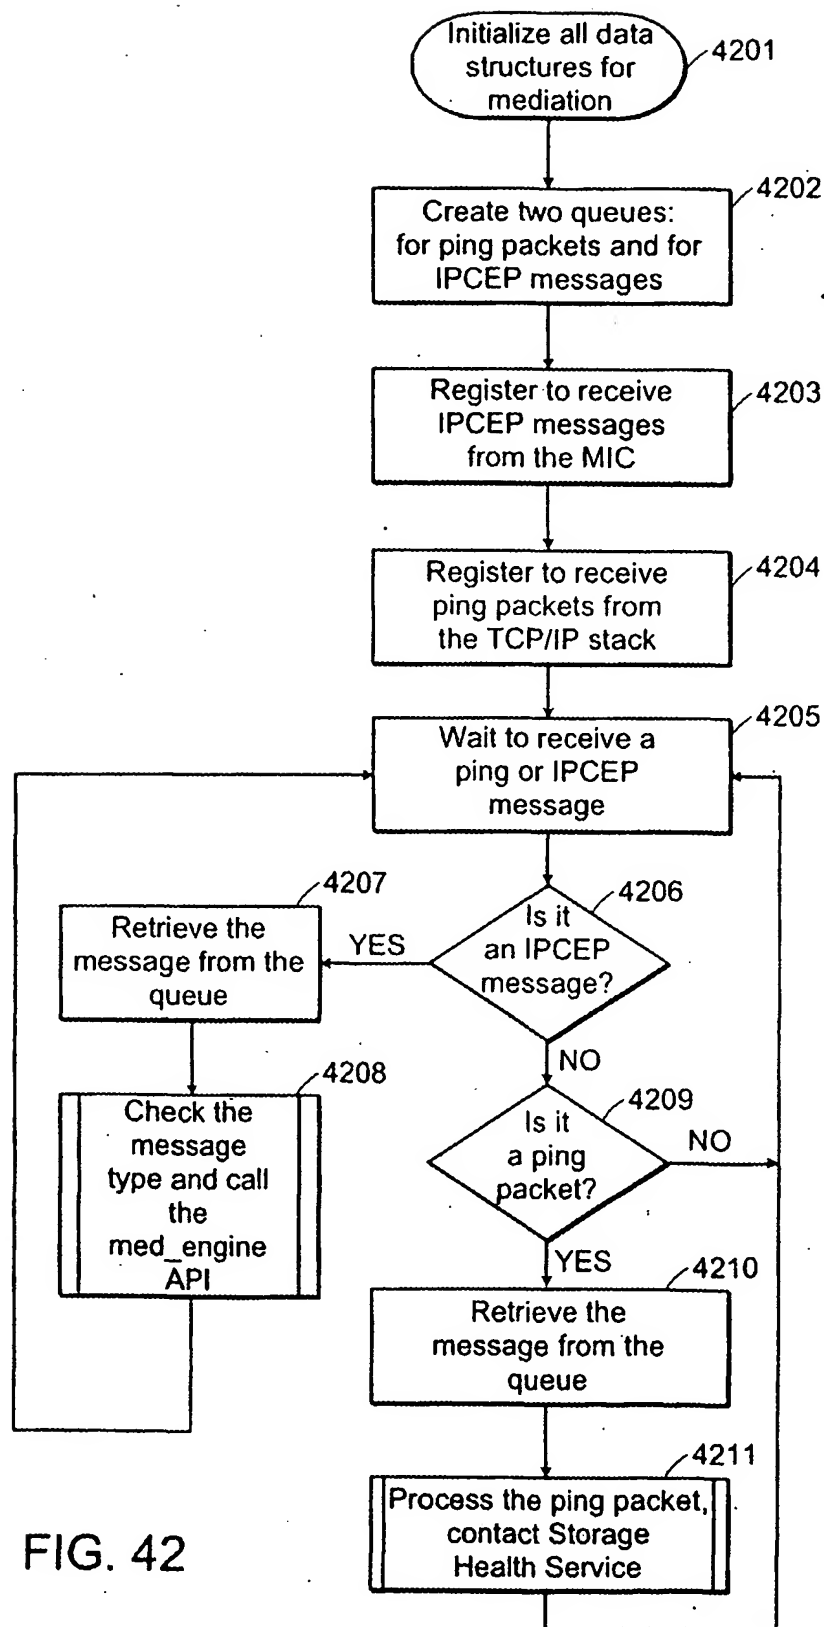 Initialize all data
structures for
mediation
4201
4202
Create two queues:
for ping packets and for
IPCEP messages
4203
Register to receive
IPCEP messages
from the MIC
4204
Register to receive
ping packets from
the TCP/IP stack
4205
Wait to receive a
ping or IPCEP
message
4206
Is it
an IPCEP
message?
YES
4207
Retrieve the
message from the
queue
NO
4208
Check the
message
type and call
the
med_engine
API
4209
Is it
a ping
packet?
NO
YES
4210
Retrieve the
message from the
queue
4211
Process the ping packet,
contact Storage
Health Service
FIG. 42